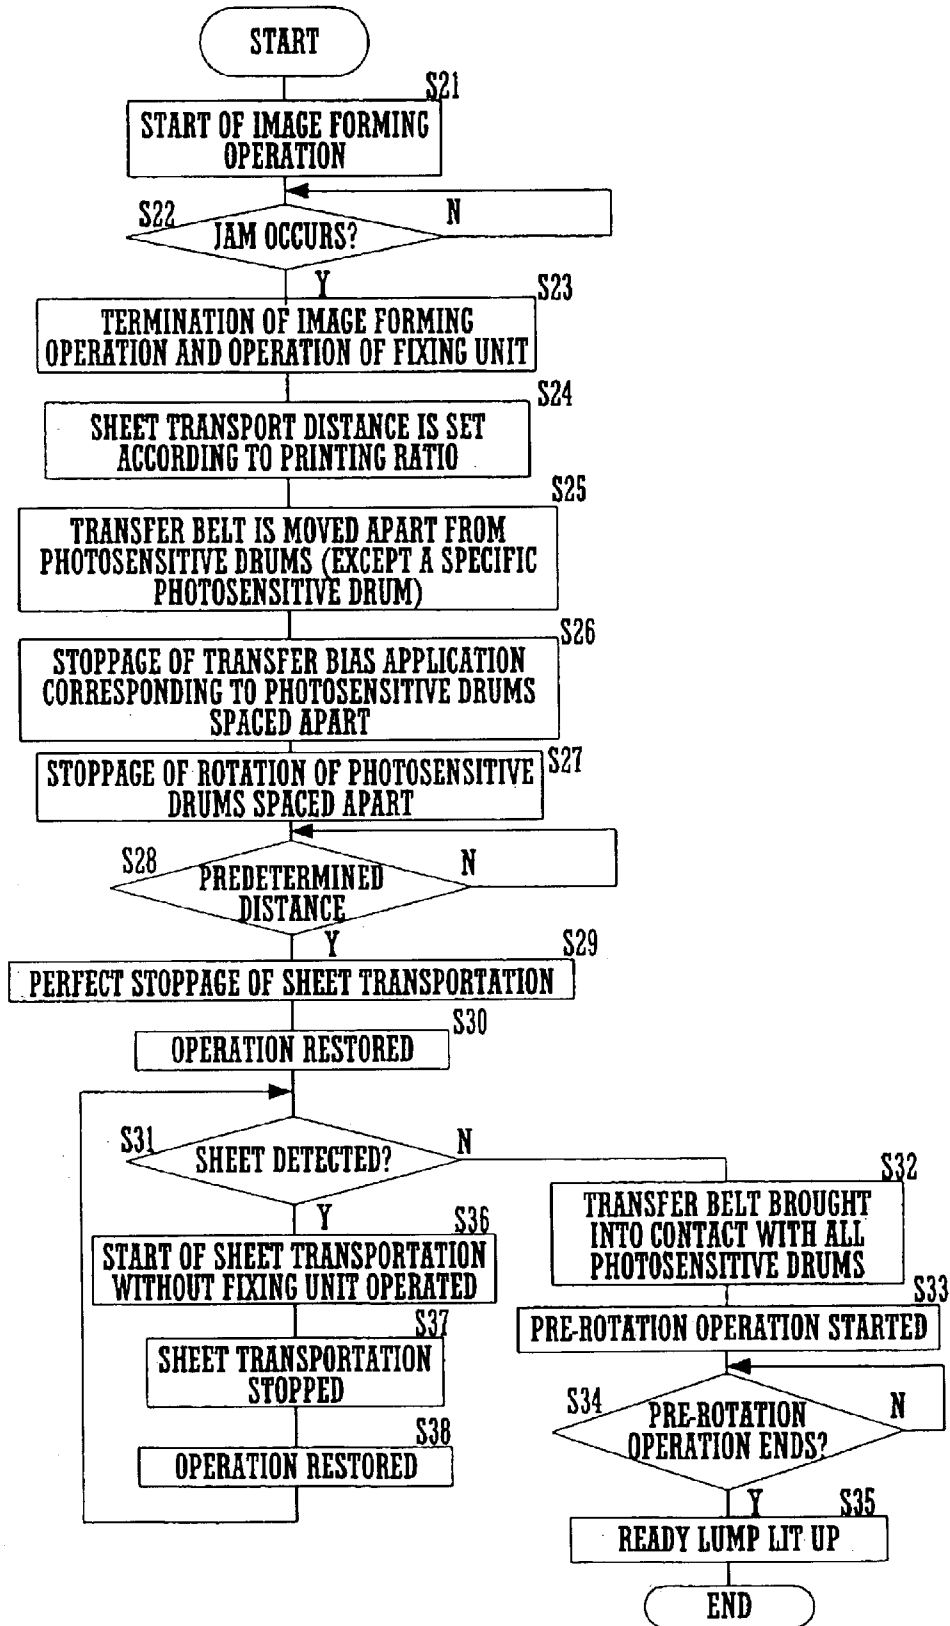 START
S21
START OF IMAGE FORMING
OPERATION
S22
JAM OCCURS?
N
Y
S23
TERMINATION OF IMAGE FORMING
OPERATION AND OPERATION OF FIXING UNIT
S24
SHEET TRANSPORT DISTANCE IS SET
ACCORDING TO PRINTING RATIO
S25
TRANSFER BELT IS MOVED APART FROM
PHOTOSENSITIVE DRUMS (EXCEPT A SPECIFIC
PHOTOSENSITIVE DRUM)
S26
STOPPAGE OF TRANSFER BIAS APPLICATION
CORRESPONDING TO PHOTOSENSITIVE DRUMS
SPACED APART
S27
STOPPAGE OF ROTATION OF PHOTOSENSITIVE
DRUMS SPACED APART
S28
PREDETERMINED
DISTANCE
N
Y
S29
PERFECT STOPPAGE OF SHEET TRANSPORTATION
S30
OPERATION RESTORED
S31
SHEET DETECTED?
N
Y
S36
START OF SHEET TRANSPORTATION
WITHOUT FIXING UNIT OPERATED
S37
SHEET TRANSPORTATION
STOPPED
S38
OPERATION RESTORED
S32
TRANSFER BELT BROUGHT
INTO CONTACT WITH ALL
PHOTOSENSITIVE DRUMS
S33
PRE-ROTATION OPERATION STARTED
S34
PRE-ROTATION
OPERATION ENDS?
N
Y
S35
READY LUMP LIT UP
END